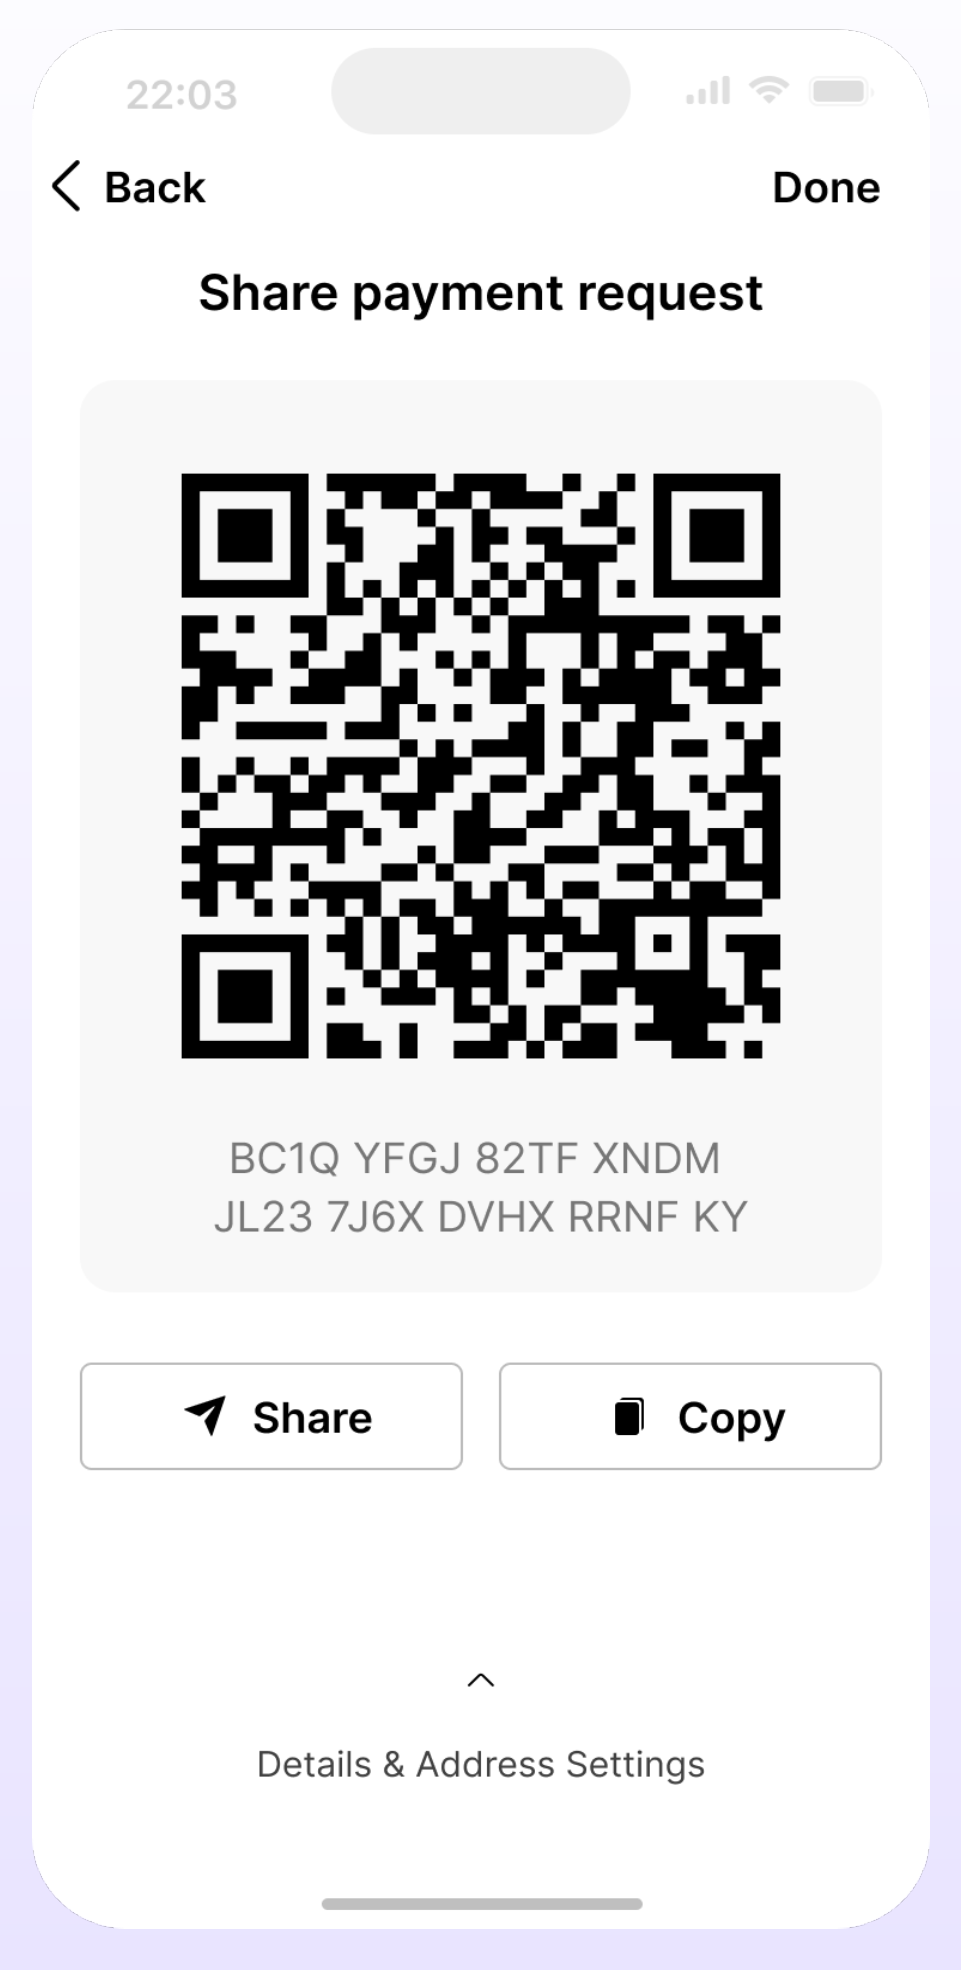 22:03
Back
Done
Share payment request
BC1Q YFGJ 82TF XNDM
JL23 7J6X DVHX RRNF KY
Share
Copy
Details & Address Settings